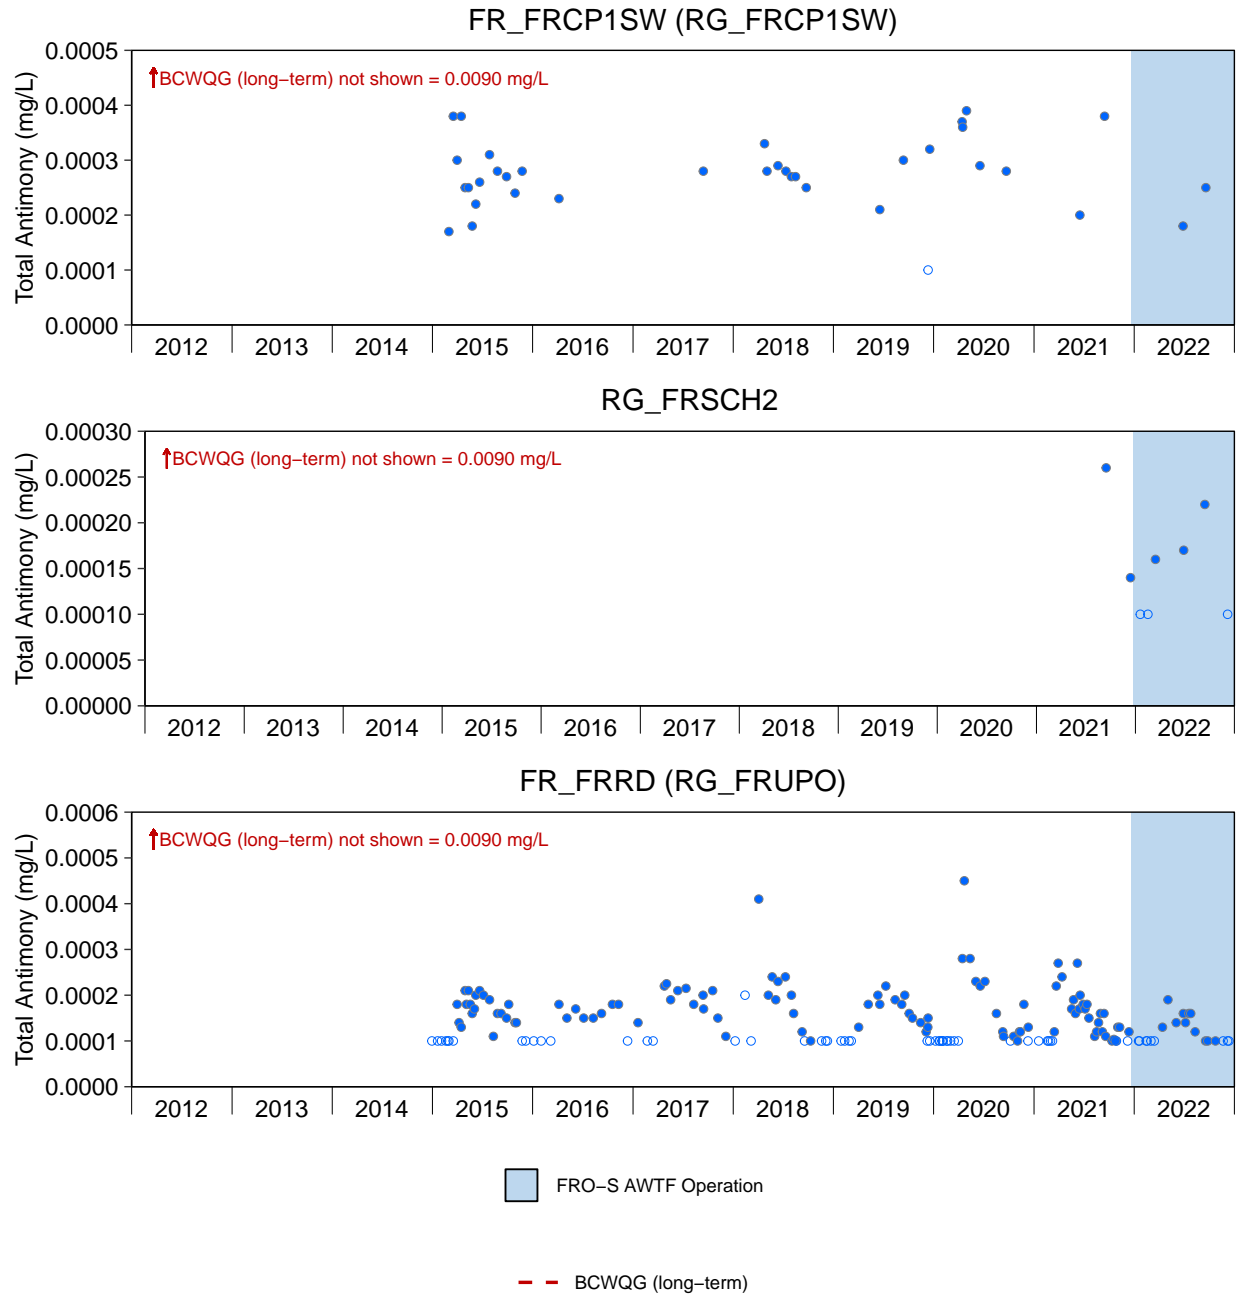 FR_FRCP1SW (RG_FRCP1SW)
Total Antimony (mg/L)
0.0005
0.0004
0.0003
0.0002
0.0001
0.0000
BCWQG (long−term) not shown = 0.0090 mg/L
2012 2013 2014 2015 2016 2017 2018 2019 2020 2021 2022
RG_FRSCH2
Total Antimony (mg/L)
0.00030
0.00025
0.00020
0.00015
0.00010
0.00005
0.00000
BCWQG (long−term) not shown = 0.0090 mg/L
2012 2013 2014 2015 2016 2017 2018 2019 2020 2021 2022
FR_FRRD (RG_FRUPO)
Total Antimony (mg/L)
0.0006
0.0005
0.0004
0.0003
0.0002
0.0001
0.0000
BCWQG (long−term) not shown = 0.0090 mg/L
2012 2013 2014 2015 2016 2017 2018 2019 2020 2021 2022
FRO−S AWTF Operation
BCWQG (long−term)